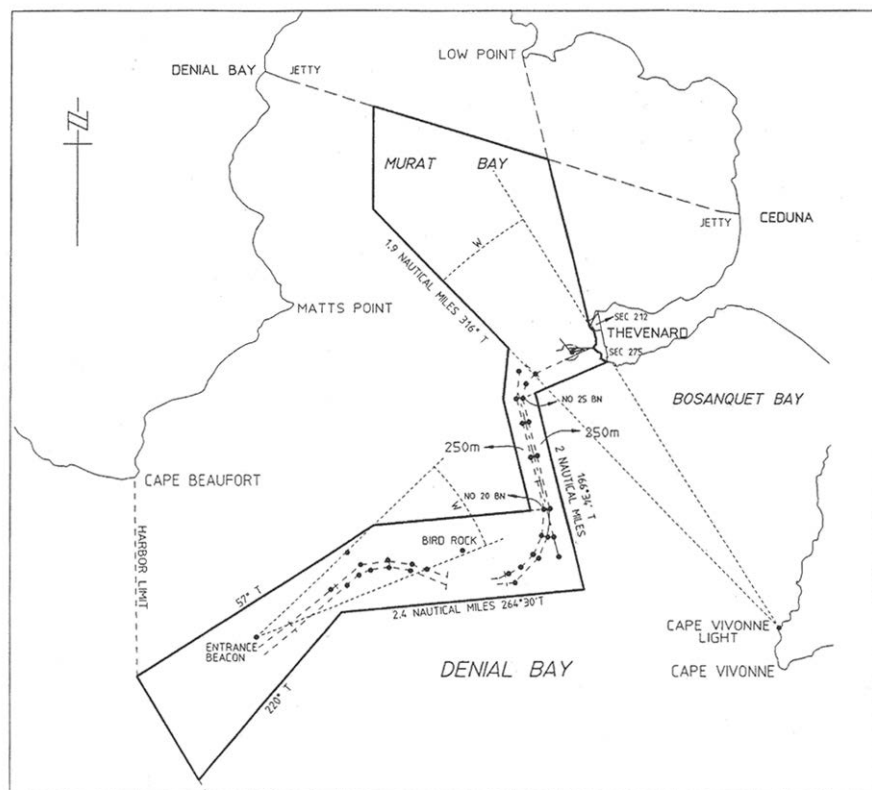 LOW POINT
DENIAL BAY
JETTY
N
MURAT BAY
JETTY
CEDUNA
W
1.9 NAUTICAL MILES 316° T
MATTS POINT
SEC 212
THEVENARD
SEC 275
NO 25 BN
BOSANQUET BAY
250m
250m
2 NAUTICAL MILES
166°34' T
CAPE BEAUFORT
NO 20 BN
W
HARBOR LIMIT
BIRD ROCK
57° T
2.4 NAUTICAL MILES 264°30'T
ENTRANCE
BEACON
CAPE VIVONNE
LIGHT
DENIAL BAY
CAPE VIVONNE
220° T